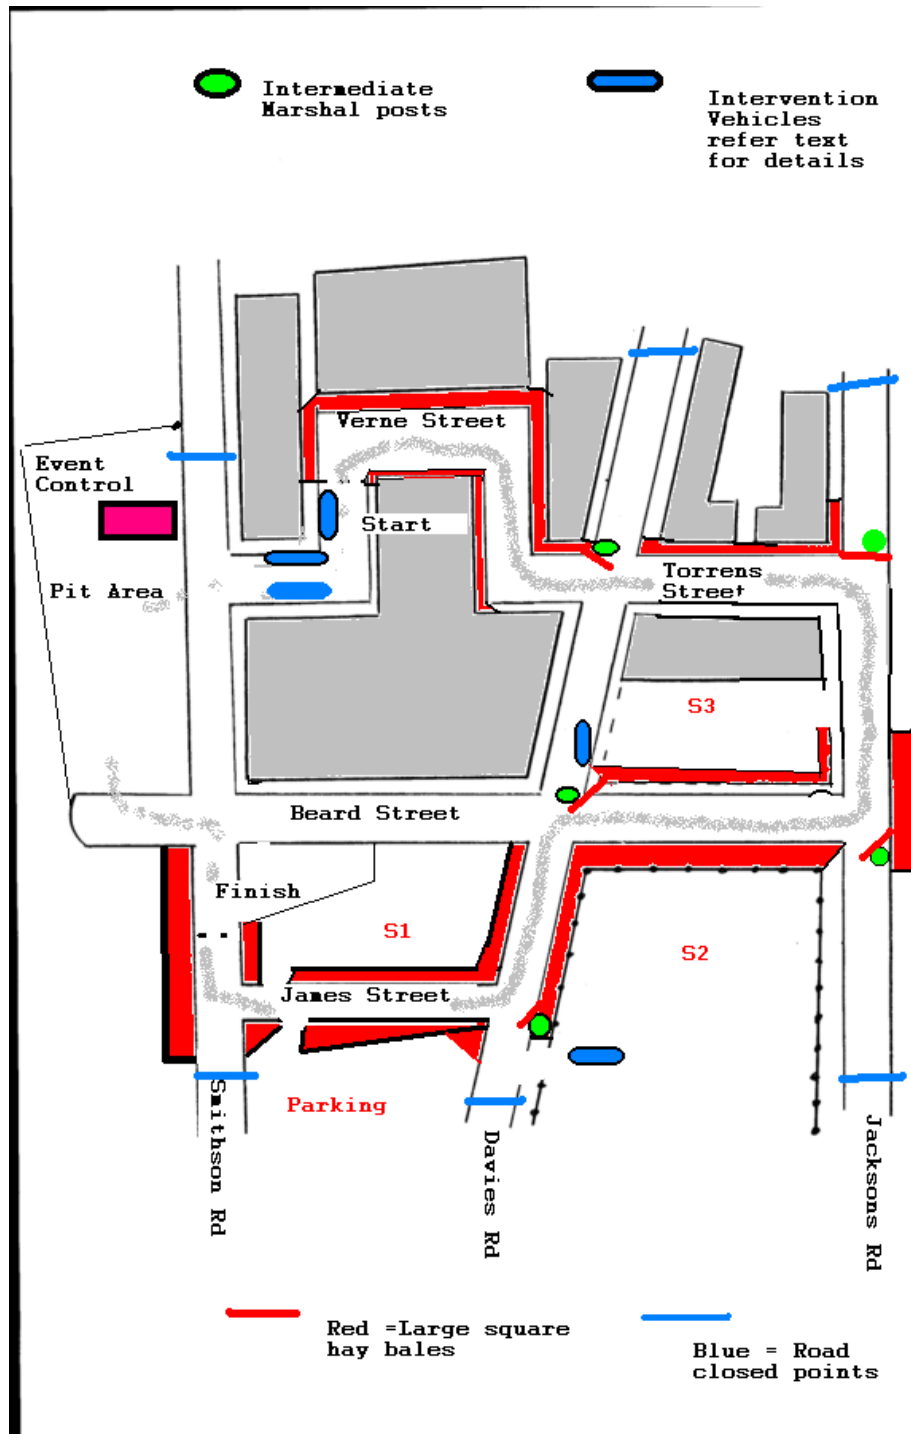 Intermediate
Marshal posts
Intervention
Vehicles
refer text
for details
Verne Street
Event
Control
Start
Pit Area
Torrens
Street
S3
Beard Street
Finish
S1
S2
James Street
Parking
Smithson Rd
Davies Rd
Jacksons Rd
Red =Large square
hay bales
Blue = Road
closed points